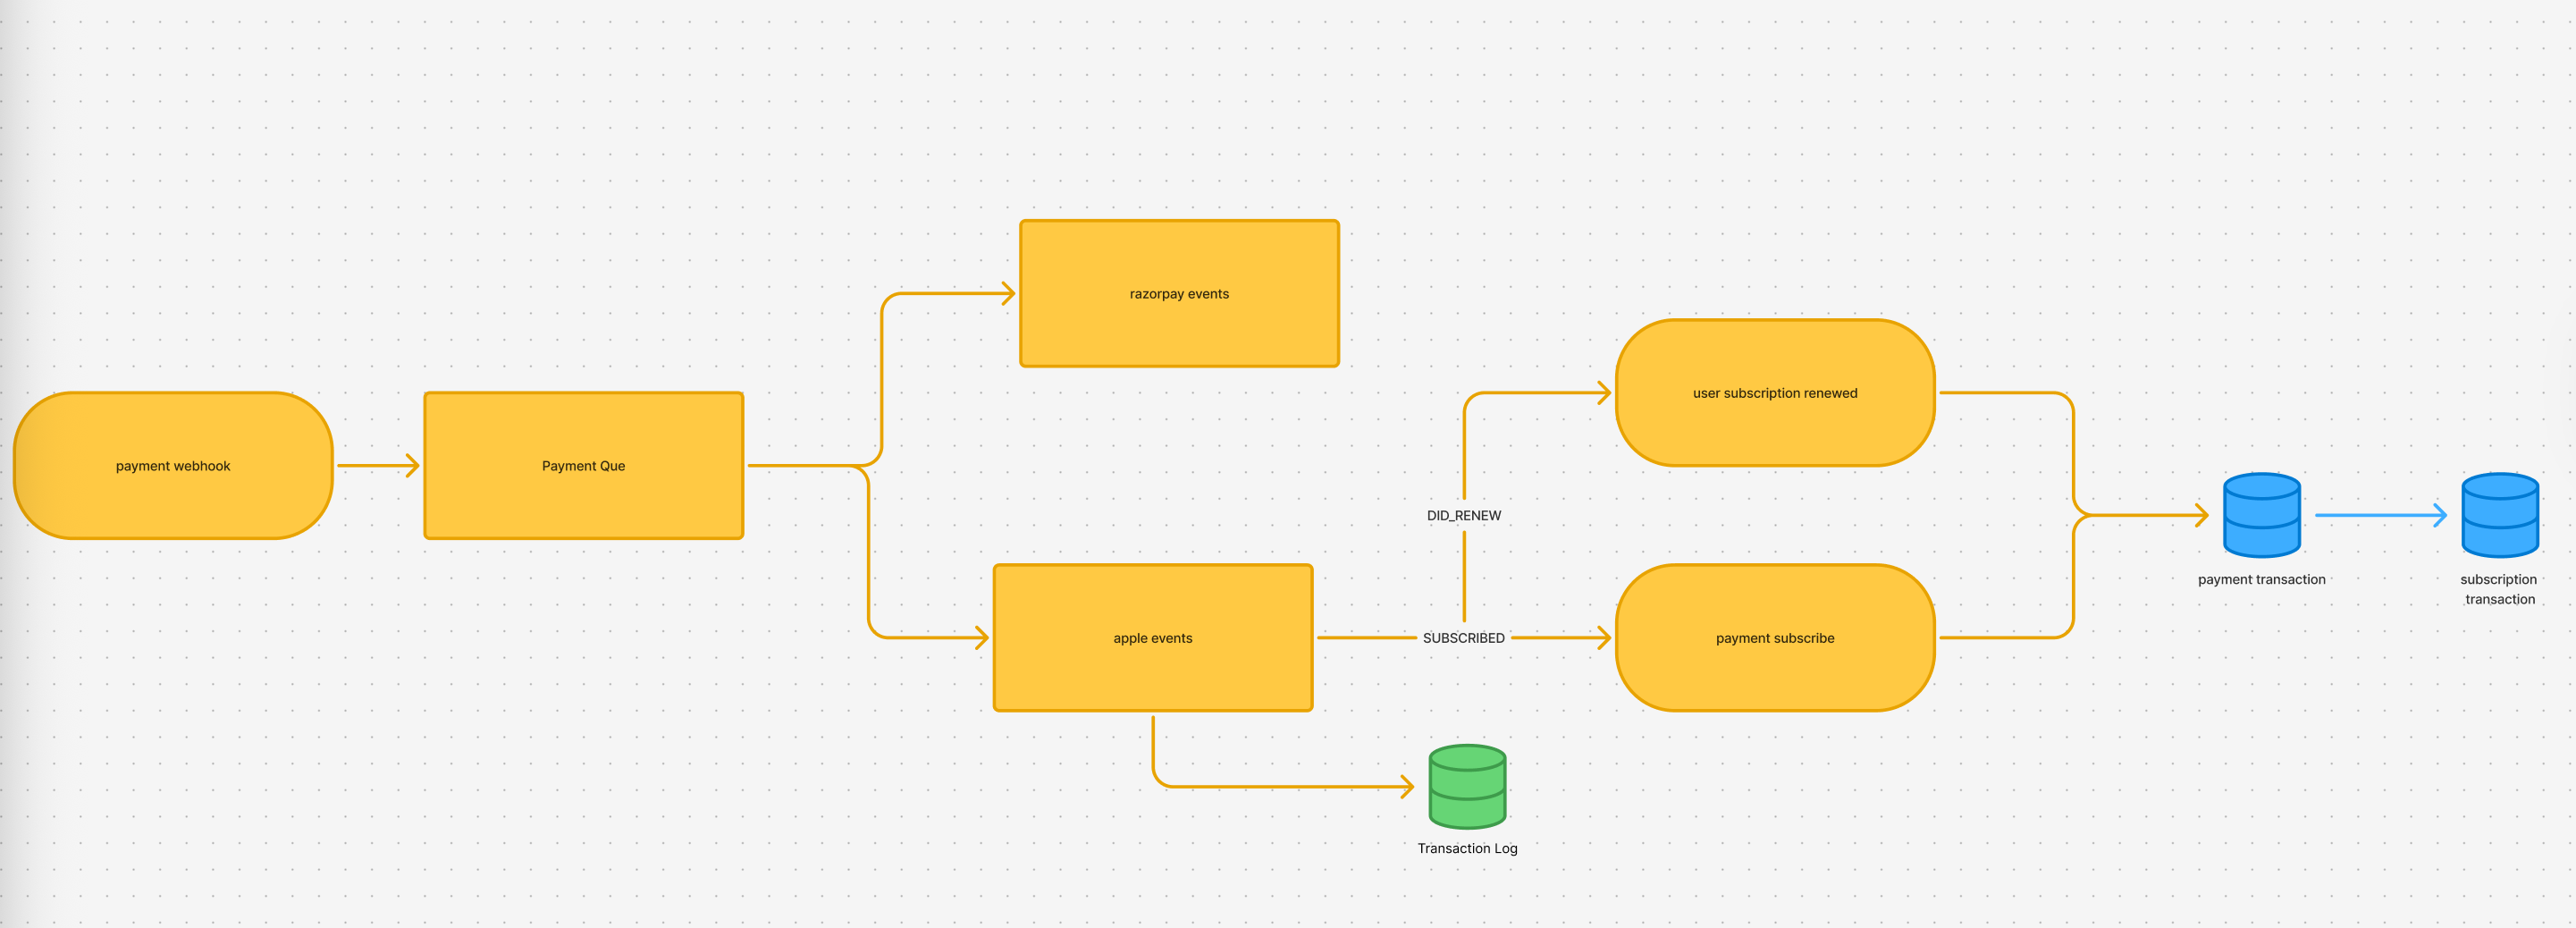 payment webhook
Payment Que
razorpay events
apple events
DID_RENEW
SUBSCRIBED
user subscription renewed
payment subscribe
Transaction Log
payment transaction
subscription
transaction